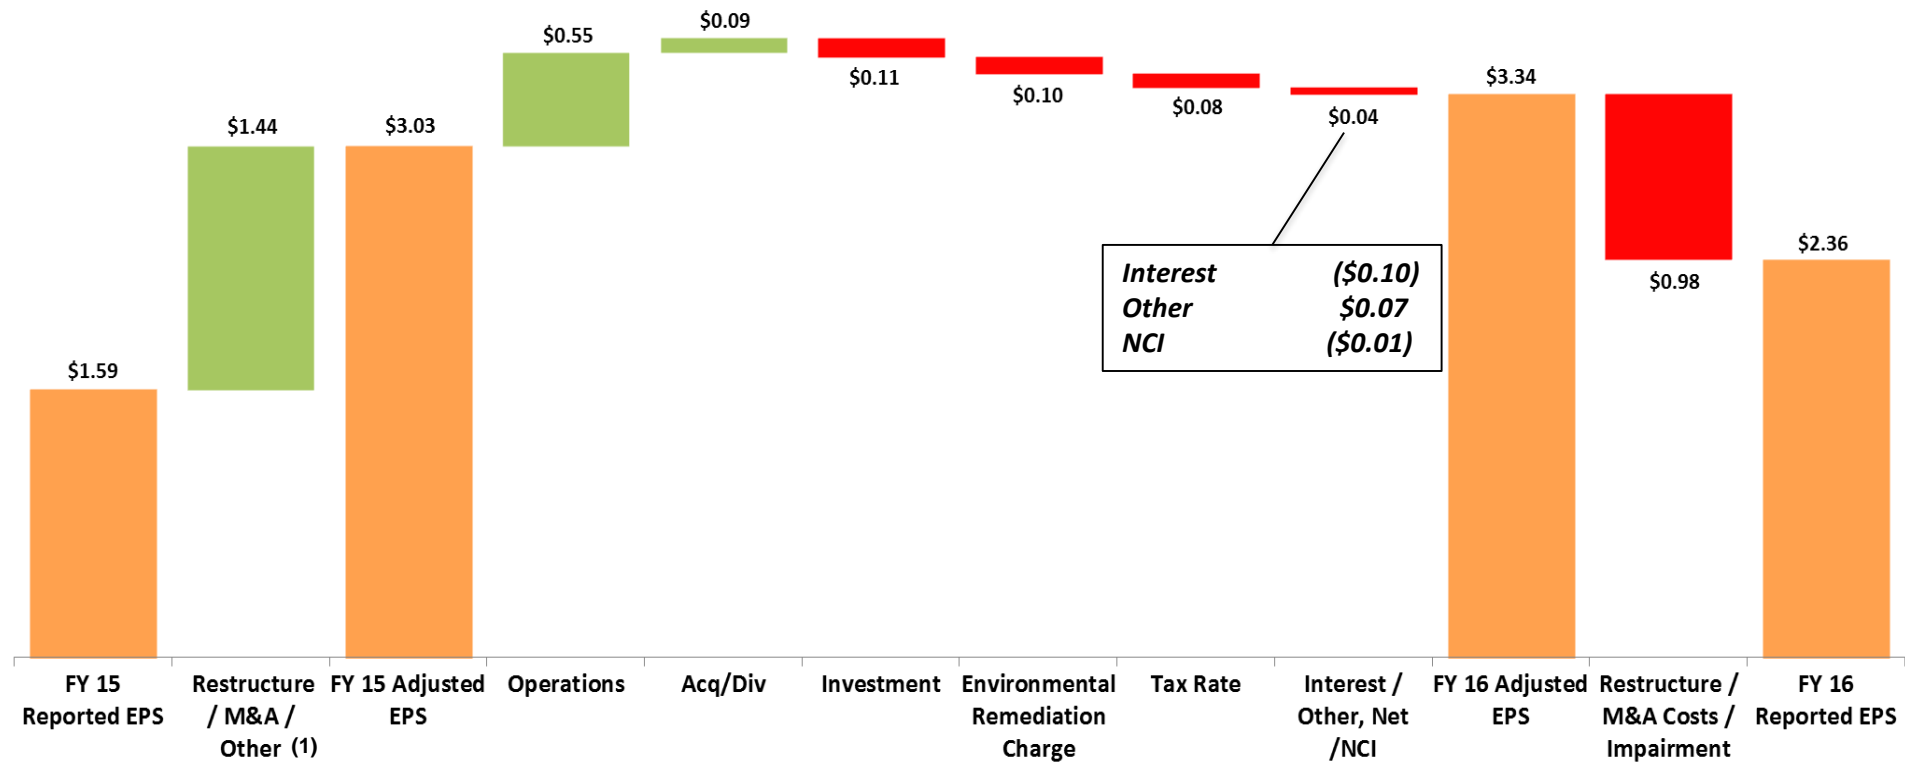 $0.09
$0.55
$3.34
$0.11
$0.10
$0.08
$0.04
$1.44
$3.03
$2.36
$0.98
Interest ($0.10)
Other $0.07
NCI ($0.01)
$1.59
FY 15
Reported EPS
Restructure
/ M&A /
Other (1)
FY 15 Adjusted
EPS
Operations
Acq/Div
Investment
Environmental
Remediation
Charge
Tax Rate
Interest /
Other, Net
/NCI
FY 16 Adjusted
EPS
Restructure /
M&A Costs /
Impairment
FY 16
Reported EPS